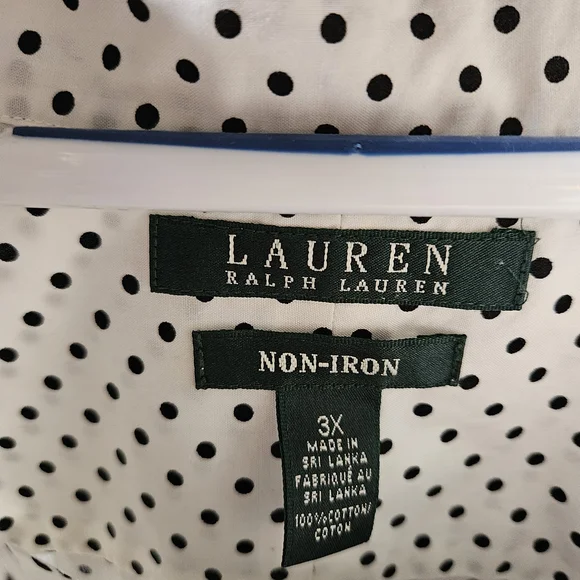 LAUREN
RALPH LAUREN
NON-IRON
3X
MADE IN
SRI LANKA
FABRIQUÉ AU
SRI LANKA
100%COTTON/
COTON